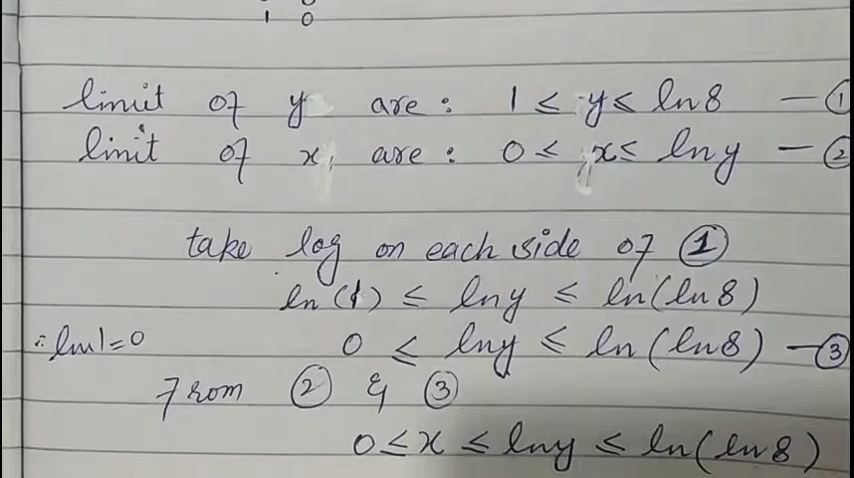 1 0
limit of y are : 1 ≤ y ≤ ln8 — ①
limit of x are : 0 ≤ x ≤ lny — ②
take log on each side of ①
ln(1) ≤ lny ≤ ln(ln8)
∴ ln1=0 0 ≤ lny ≤ ln(ln8) — ③
From ② & ③
0 ≤ x ≤ lny ≤ ln(ln8)